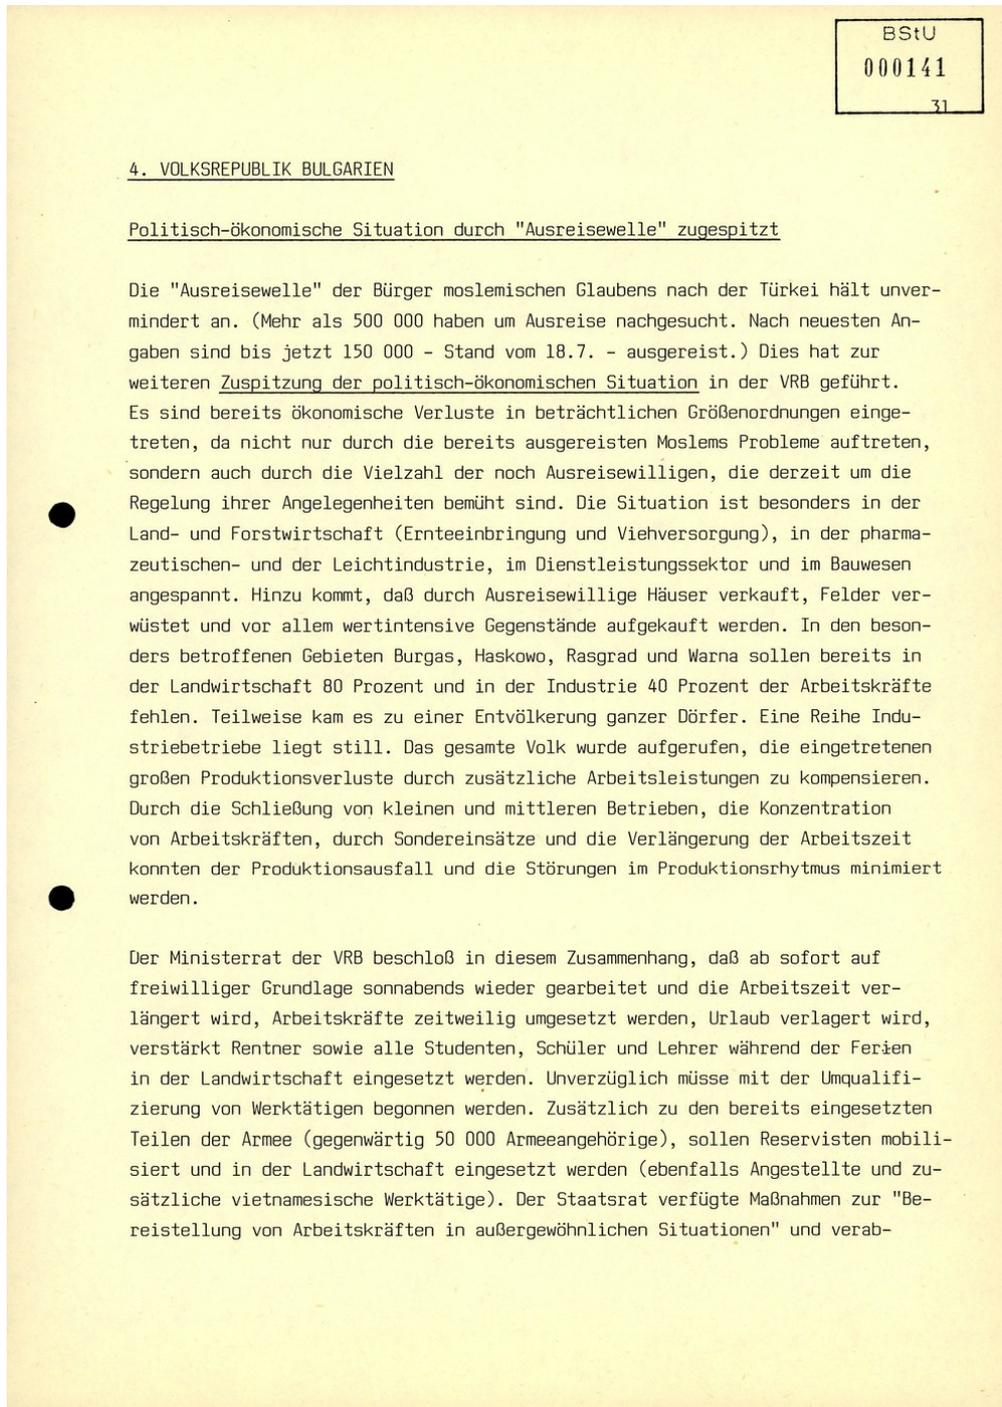 BStU
000141
31
4. VOLKSREPUBLIK BULGARIEN
Politisch-ökonomische Situation durch "Ausreisewelle" zugespitzt
Die "Ausreisewelle" der Bürger moslemischen Glaubens nach der Türkei hält unver-
mindert an. (Mehr als 500 000 haben um Ausreise nachgesucht. Nach neuesten An-
gaben sind bis jetzt 150 000 - Stand vom 18.7. - ausgereist.) Dies hat zur
weiteren Zuspitzung der politisch-ökonomischen Situation in der VRB geführt.
Es sind bereits ökonomische Verluste in beträchtlichen Größenordnungen einge-
treten, da nicht nur durch die bereits ausgereisten Moslems Probleme auftreten,
sondern auch durch die Vielzahl der noch Ausreisewilligen, die derzeit um die
Regelung ihrer Angelegenheiten bemüht sind. Die Situation ist besonders in der
Land- und Forstwirtschaft (Ernteeinbringung und Viehversorgung), in der pharma-
zeutischen- und der Leichtindustrie, im Dienstleistungssektor und im Bauwesen
angespannt. Hinzu kommt, daß durch Ausreisewillige Häuser verkauft, Felder ver-
wüstet und vor allem wertintensive Gegenstände aufgekauft werden. In den beson-
ders betroffenen Gebieten Burgas, Haskowo, Rasgrad und Warna sollen bereits in
der Landwirtschaft 80 Prozent und in der Industrie 40 Prozent der Arbeitskräfte
fehlen. Teilweise kam es zu einer Entvölkerung ganzer Dörfer. Eine Reihe Indu-
striebetriebe liegt still. Das gesamte Volk wurde aufgerufen, die eingetretenen
großen Produktionsverluste durch zusätzliche Arbeitsleistungen zu kompensieren.
Durch die Schließung von kleinen und mittleren Betrieben, die Konzentration
von Arbeitskräften, durch Sondereinsätze und die Verlängerung der Arbeitszeit
konnten der Produktionsausfall und die Störungen im Produktionsrhytmus minimiert
werden.
Der Ministerrat der VRB beschloß in diesem Zusammenhang, daß ab sofort auf
freiwilliger Grundlage sonnabends wieder gearbeitet und die Arbeitszeit ver-
längert wird, Arbeitskräfte zeitweilig umgesetzt werden, Urlaub verlagert wird,
verstärkt Rentner sowie alle Studenten, Schüler und Lehrer während der Ferien
in der Landwirtschaft eingesetzt werden. Unverzüglich müsse mit der Umqualifi-
zierung von Werktätigen begonnen werden. Zusätzlich zu den bereits eingesetzten
Teilen der Armee (gegenwärtig 50 000 Armeeangehörige), sollen Reservisten mobili-
siert und in der Landwirtschaft eingesetzt werden (ebenfalls Angestellte und zu-
sätzliche vietnamesische Werktätige). Der Staatsrat verfügte Maßnahmen zur "Be-
reistellung von Arbeitskräften in außergewöhnlichen Situationen" und verab-